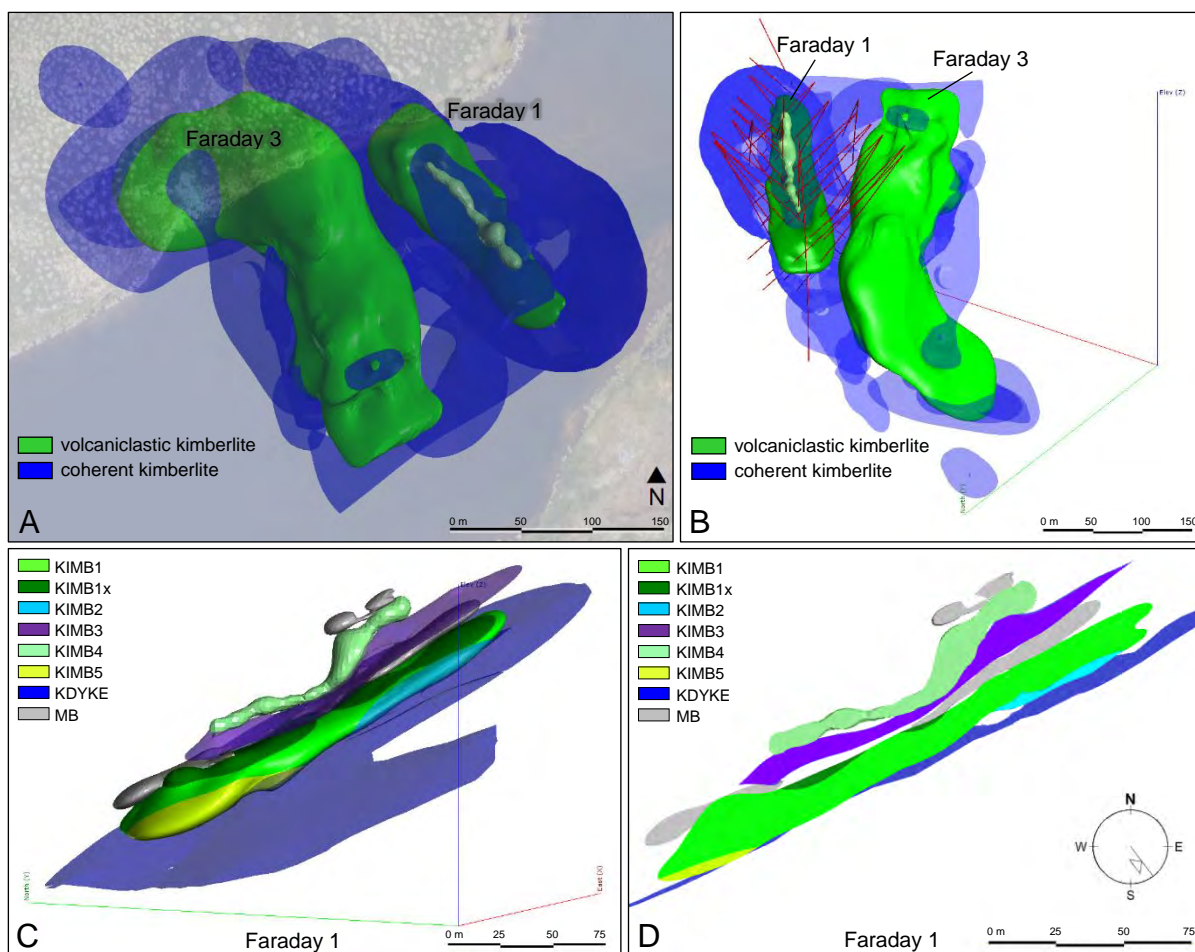 Faraday 3
Faraday 1
volcaniclastic kimberlite
coherent kimberlite
N
0 m 50 100 150
A
Faraday 1
Faraday 3
Elev (Z)
volcaniclastic kimberlite
coherent kimberlite
North (Y)
0 m 50 100 150
B
KIMB1
KIMB1x
KIMB2
KIMB3
KIMB4
KIMB5
KDYKE
MB
Elev (Z)
North (Y)
East (X)
0 m 25 50 75
C
Faraday 1
KIMB1
KIMB1x
KIMB2
KIMB3
KIMB4
KIMB5
KDYKE
MB
N
W E
S
0 m 25 50 75
D
Faraday 1